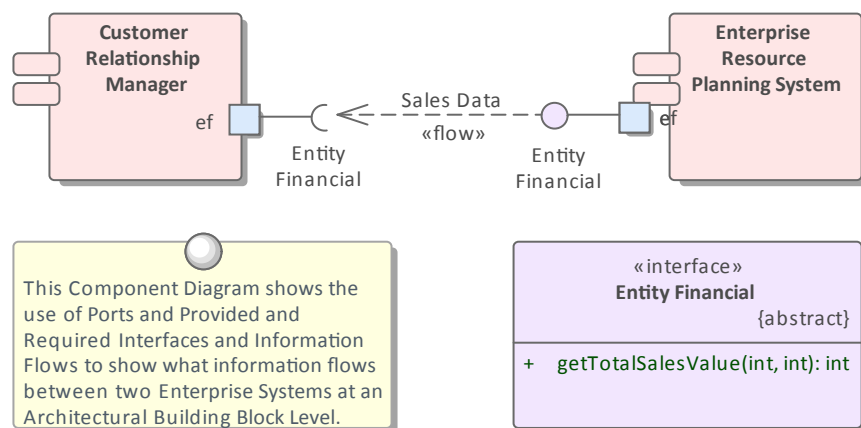 Customer
Relationship
Manager
Enterprise
Resource
Planning System
ef
Sales Data
«flow»
ef
Entity
Financial
Entity
Financial
This Component Diagram shows the
use of Ports and Provided and
Required Interfaces and Information
Flows to show what information flows
between two Enterprise Systems at an
Architectural Building Block Level.
«interface»
Entity Financial
{abstract}
+ getTotalSalesValue(int, int): int